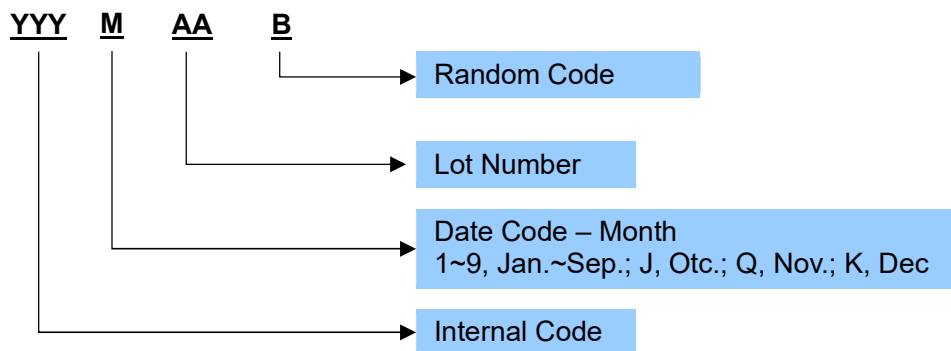 YYY M AA B
Random Code
Lot Number
Date Code – Month
1~9, Jan.~Sep.; J, Otc.; Q, Nov.; K, Dec
Internal Code